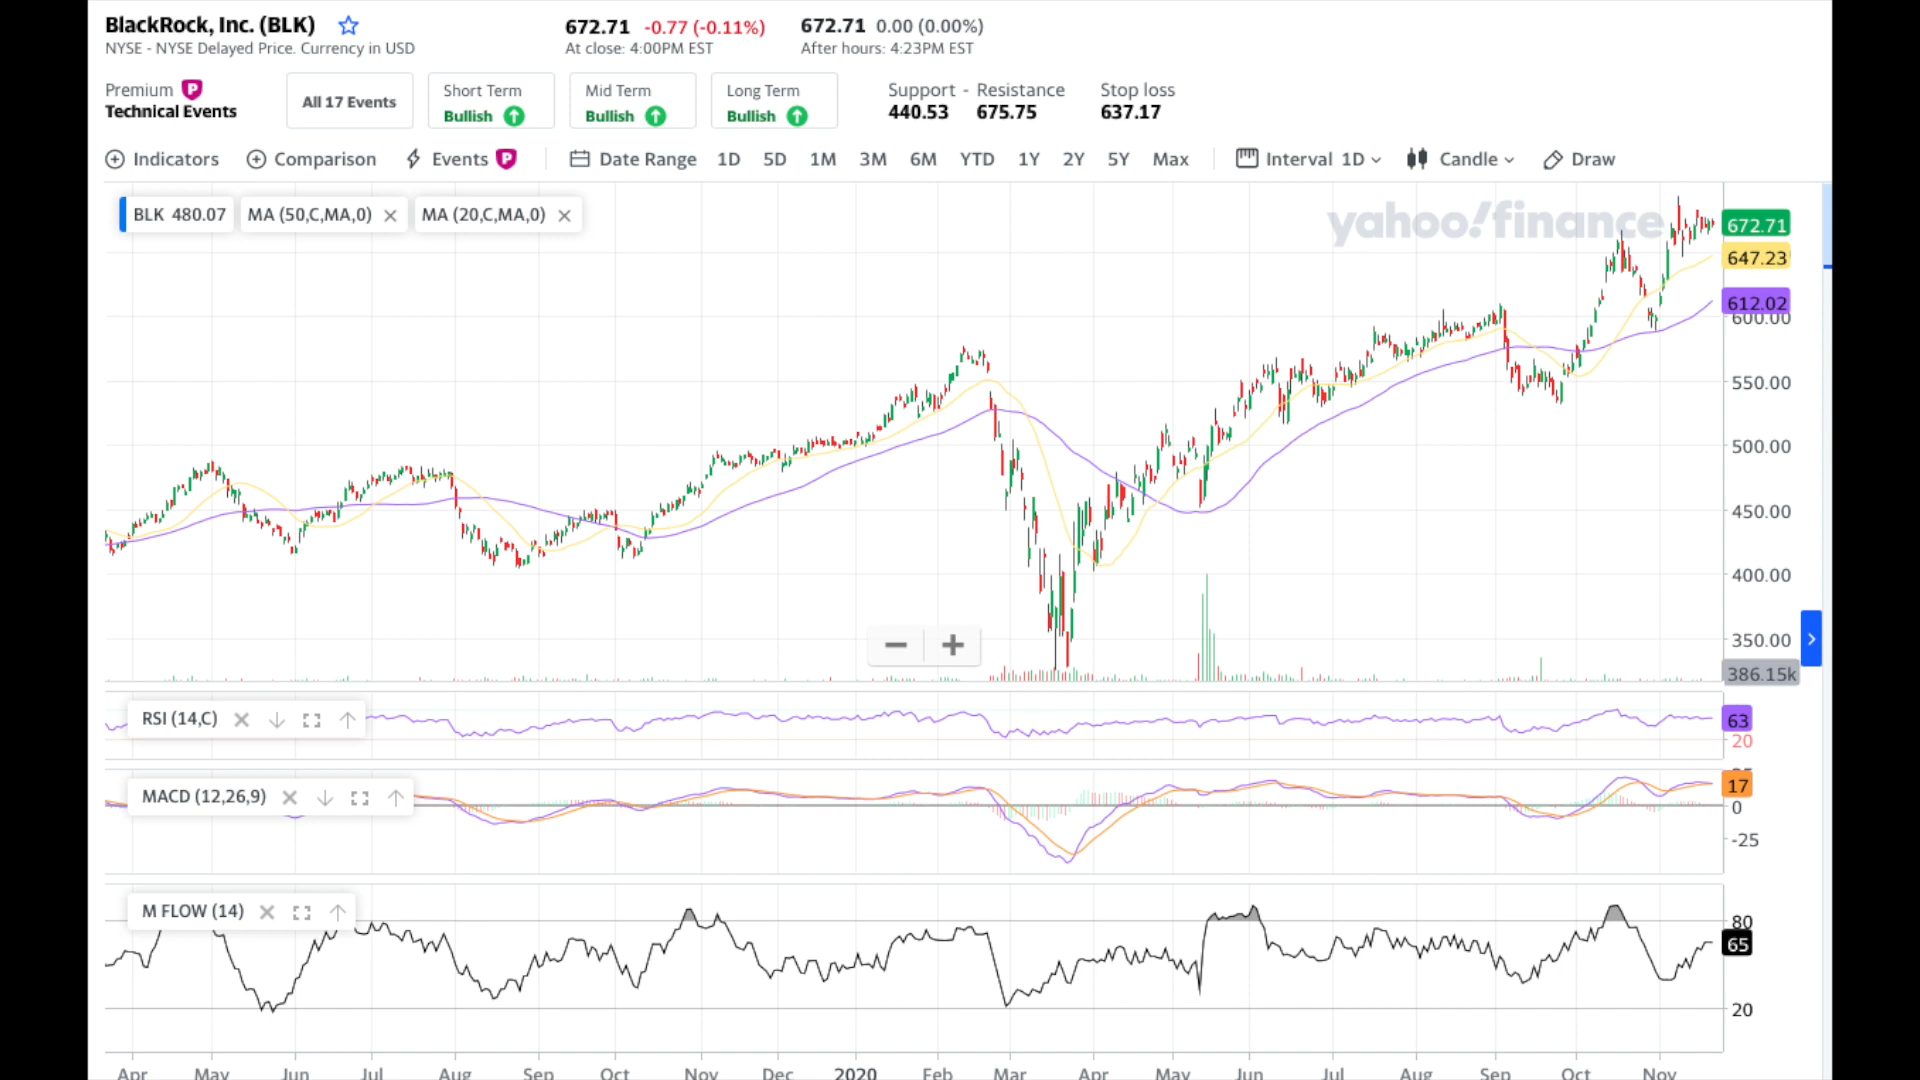 BlackRock, Inc. (BLK)
NYSE - NYSE Delayed Price. Currency in USD
672.71 -0.77 (-0.11%)
At close: 4:00PM EST
672.71 0.00 (0.00%)
After hours: 4:23PM EST
Premium P
Technical Events
All 17 Events
Short Term
Bullish
Mid Term
Bullish
Long Term
Bullish
Support - Resistance
440.53 675.75
Stop loss
637.17
Indicators Comparison Events P Date Range 1D 5D 1M 3M 6M YTD 1Y 2Y 5Y Max Interval 1D Candle Draw
BLK 480.07 MA (50,C,MA,0) MA (20,C,MA,0)
yahoo!finance
672.71
647.23
612.02
600.00
550.00
500.00
450.00
400.00
350.00
386.15k
RSI (14,C)
63
20
MACD (12,26,9)
17
0
-25
M FLOW (14)
80
65
20
Apr May Jun Jul Aug Sep Oct Nov Dec 2020 Feb Mar Apr May Jun Jul Aug Sep Oct Nov